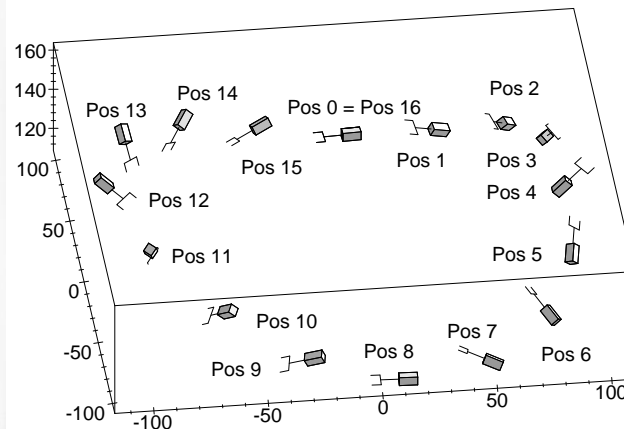 160
140
120
100
50
0
-50
-100
-100
-50
0
50
100
Pos 0 = Pos 16
Pos 1
Pos 2
Pos 3
Pos 4
Pos 5
Pos 6
Pos 7
Pos 8
Pos 9
Pos 10
Pos 11
Pos 12
Pos 13
Pos 14
Pos 15